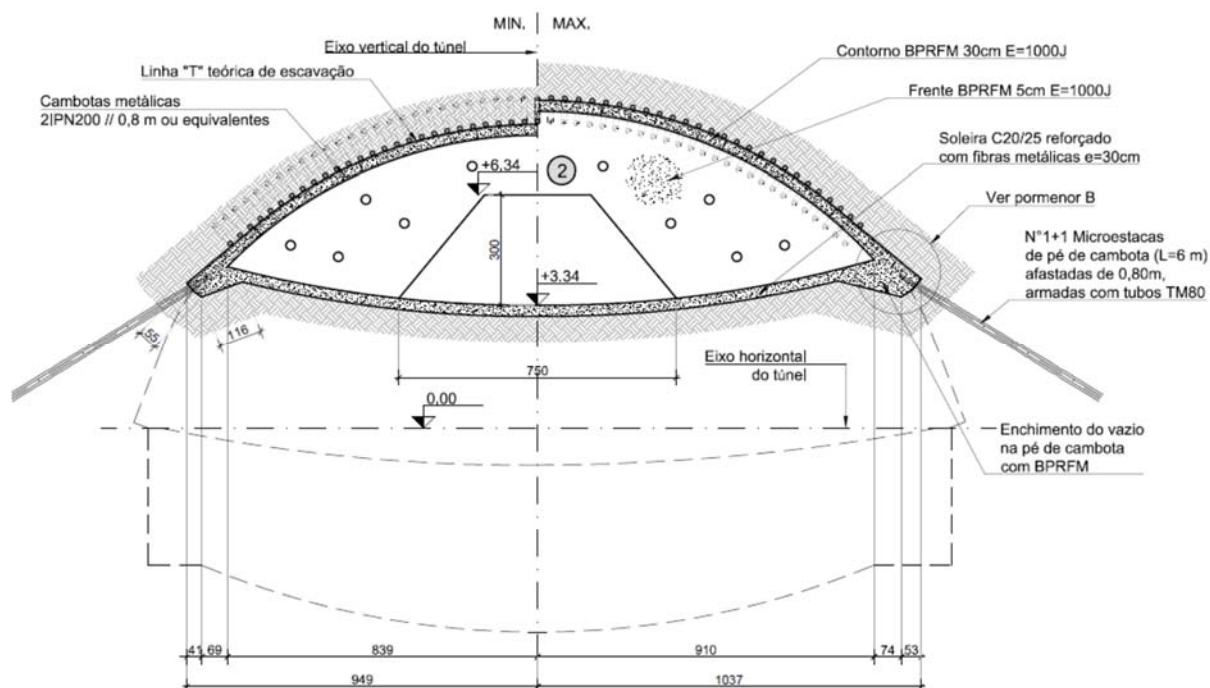 MIN. MAX.
Eixo vertical do túnel
Linha "T" teórica de escavação
Cambotas metàlicas
2IPN200 // 0,8 m ou equivalentes
Contorno BPRFM 30cm E=1000J
Frente BPRFM 5cm E=1000J
Soleira C20/25 reforçado
com fibras metálicas e=30cm
Ver pormenor B
N°1+1 Microestacas
de pé de cambota (L=6 m)
afastadas de 0,80m,
armadas com tubos TM80
+6,34
2
300
+3.34
55
116
750
Eixo horizontal
do túnel
0,00
Enchimento do vazio
na pé de cambota
com BPRFM
41 69 839 910 74 53
949 1037